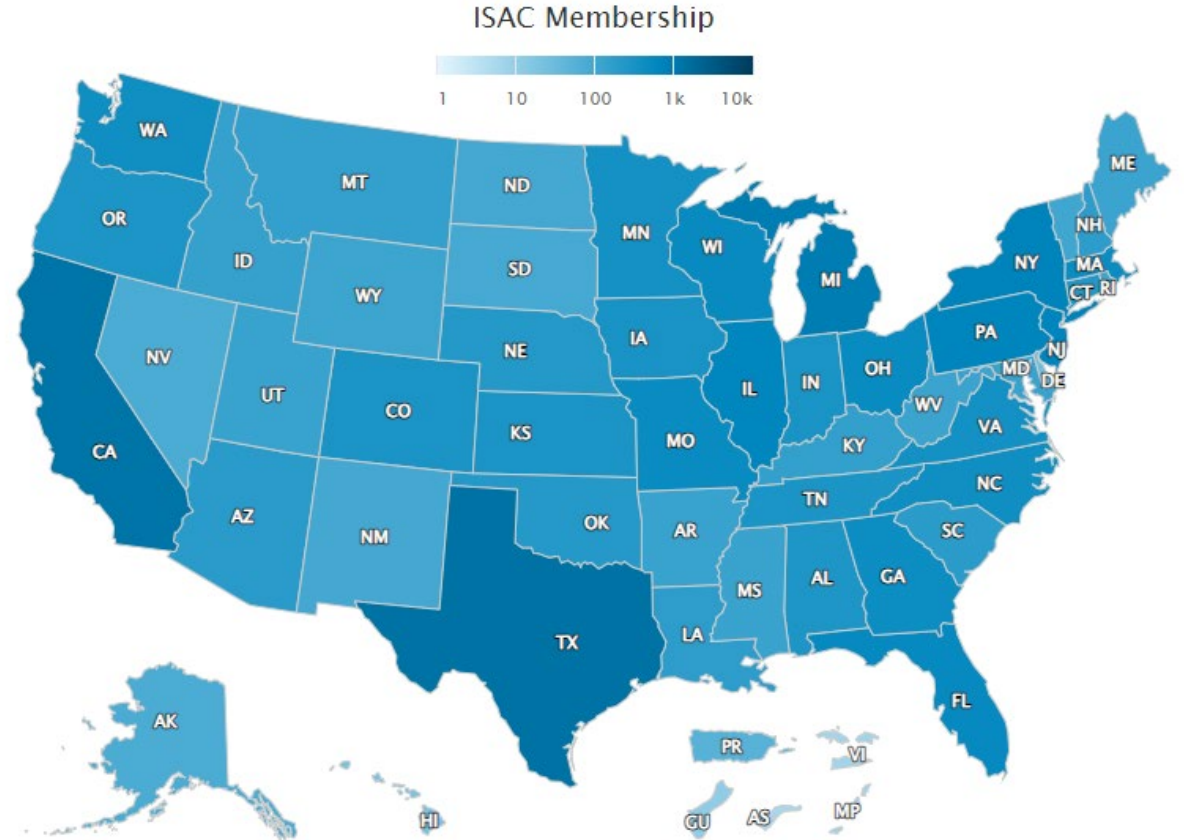 ISAC Membership
1 10 100 1k 10k
WA
ME
MT
ND
OR
NH
MN
WI
ID
SD
NY
MA
MI
CT RI
WY
PA
IA
NV
NE
NJ
OH
MD
UT
IN
DE
IL
CO
WV
KS
VA
MO
KY
CA
NC
TN
AZ
OK
AR
SC
NM
AL
GA
MS
LA
TX
FL
AK
PR
VI
HI
GU
AS
MP